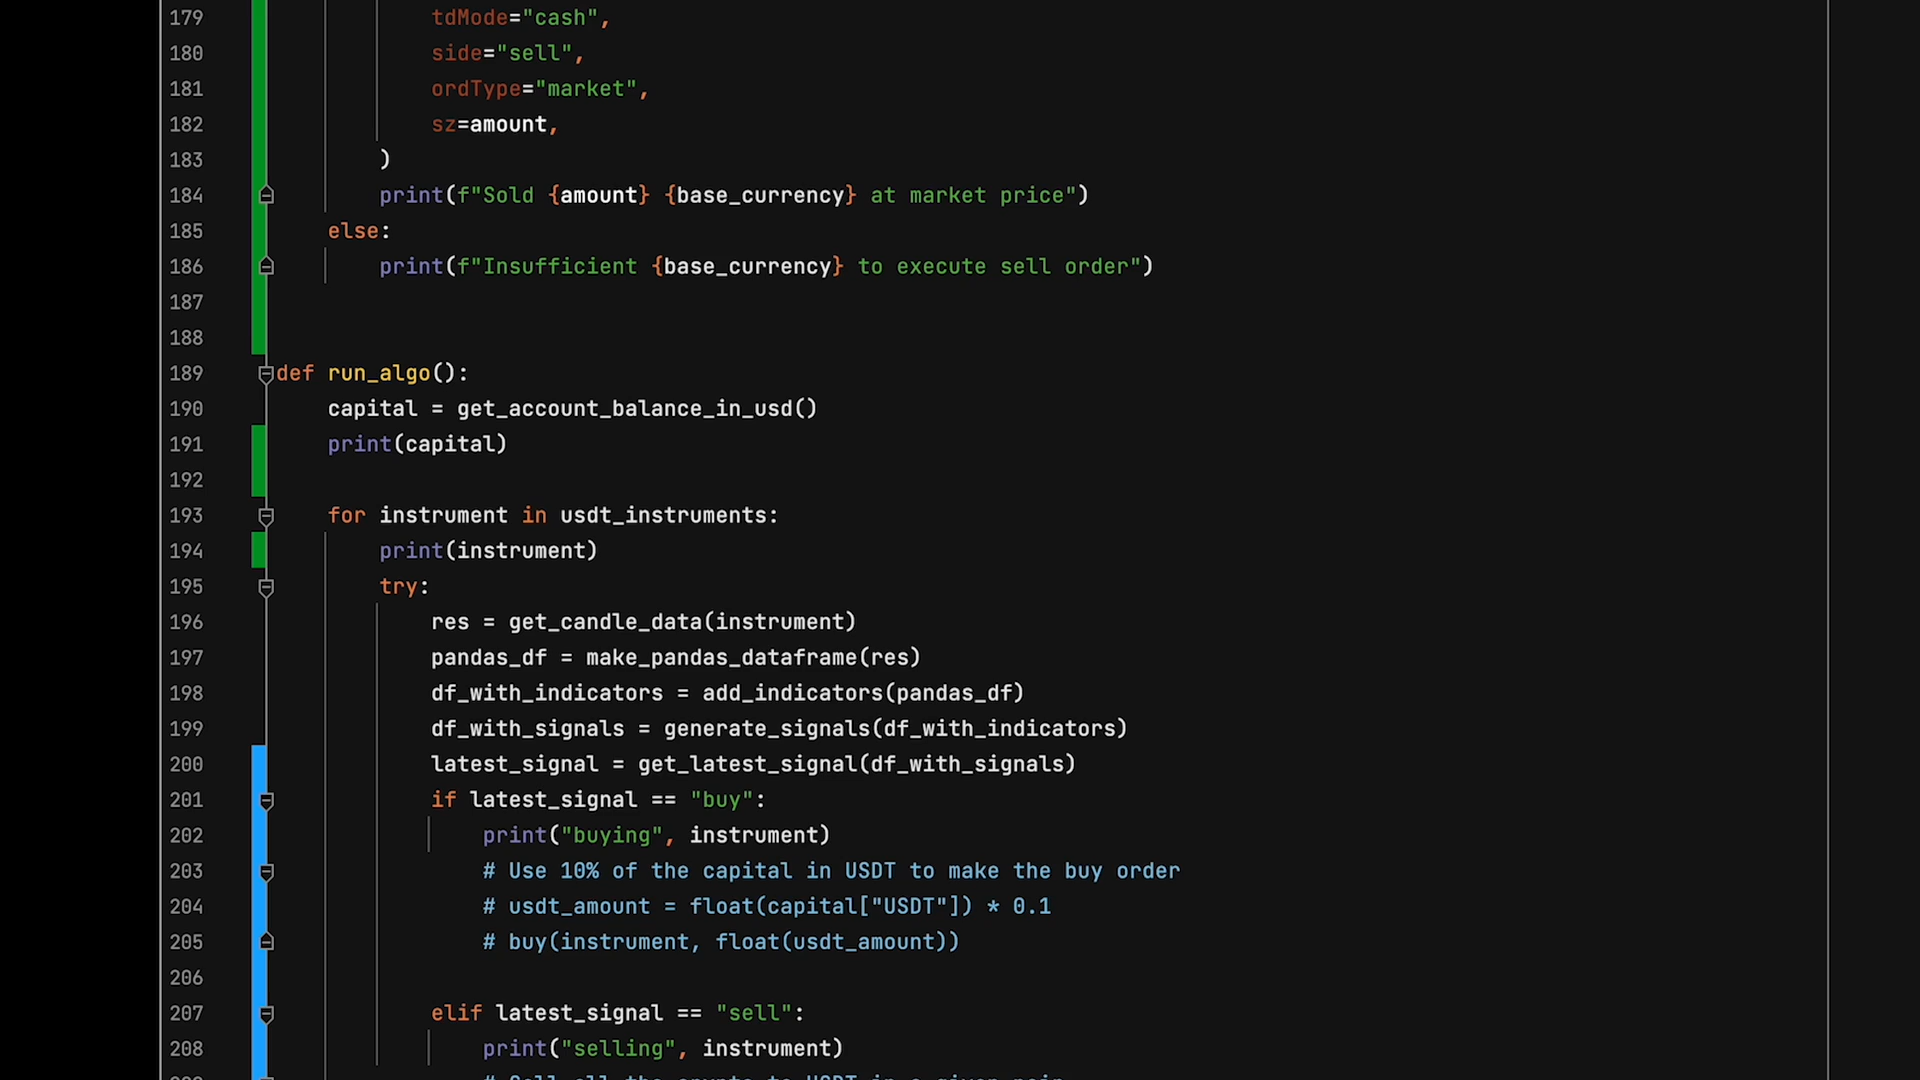 179 tdMode="cash",
180 side="sell",
181 ordType="market",
182 sz=amount,
183 )
184 print(f"Sold {amount} {base_currency} at market price")
185 else:
186 print(f"Insufficient {base_currency} to execute sell order")
187
188
189 def run_algo():
190 capital = get_account_balance_in_usd()
191 print(capital)
192
193 for instrument in usdt_instruments:
194 print(instrument)
195 try:
196 res = get_candle_data(instrument)
197 pandas_df = make_pandas_dataframe(res)
198 df_with_indicators = add_indicators(pandas_df)
199 df_with_signals = generate_signals(df_with_indicators)
200 latest_signal = get_latest_signal(df_with_signals)
201 if latest_signal == "buy":
202 print("buying", instrument)
203 # Use 10% of the capital in USDT to make the buy order
204 # usdt_amount = float(capital["USDT"]) * 0.1
205 # buy(instrument, float(usdt_amount))
206
207 elif latest_signal == "sell":
208 print("selling", instrument)